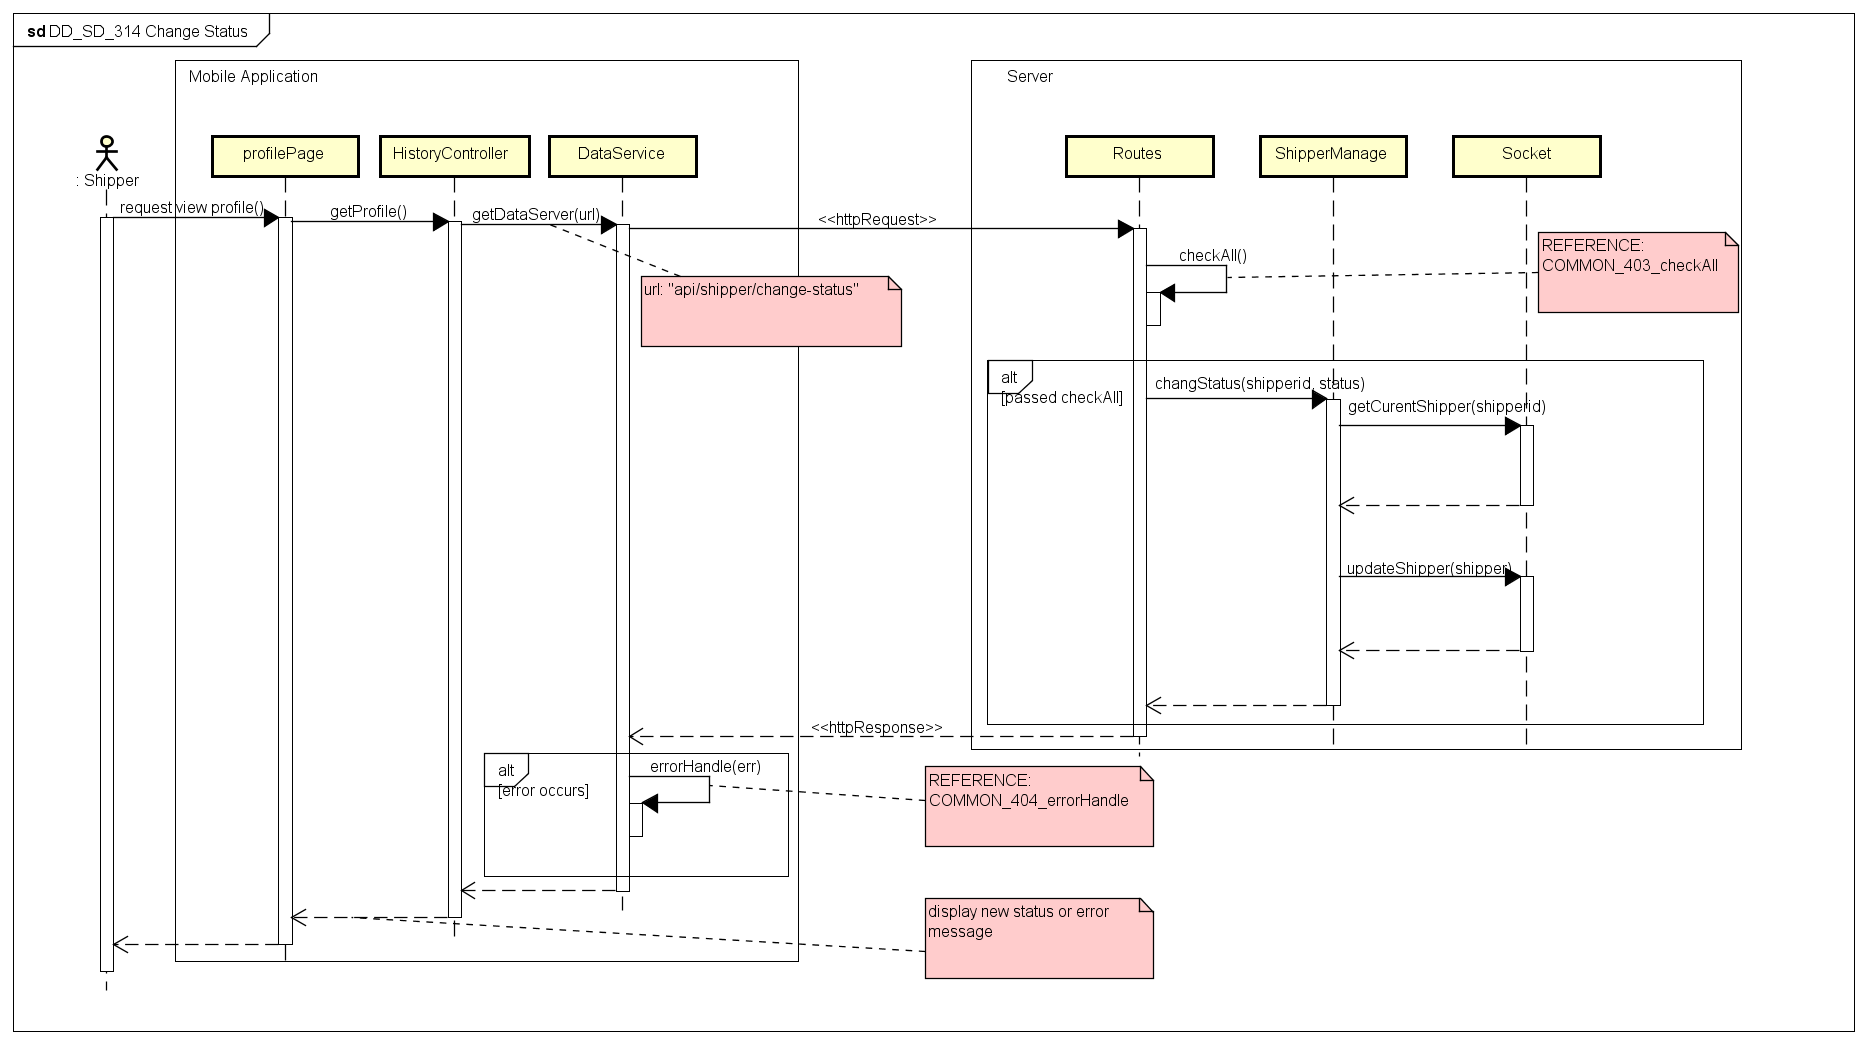 sd DD_SD_314 Change Status
Mobile Application
Server
profilePage
HistoryController
DataService
Routes
ShipperManage
Socket
: Shipper
request view profile()
getProfile()
getDataServer(url)
<<httpRequest>>
REFERENCE:
COMMON_403_checkAll
checkAll()
url: "api/shipper/change-status"
alt
[passed checkAll]
changStatus(shipperid, status)
getCurentShipper(shipperid)
updateShipper(shipper)
<<httpResponse>>
alt
[error occurs]
errorHandle(err)
REFERENCE:
COMMON_404_errorHandle
display new status or error
message